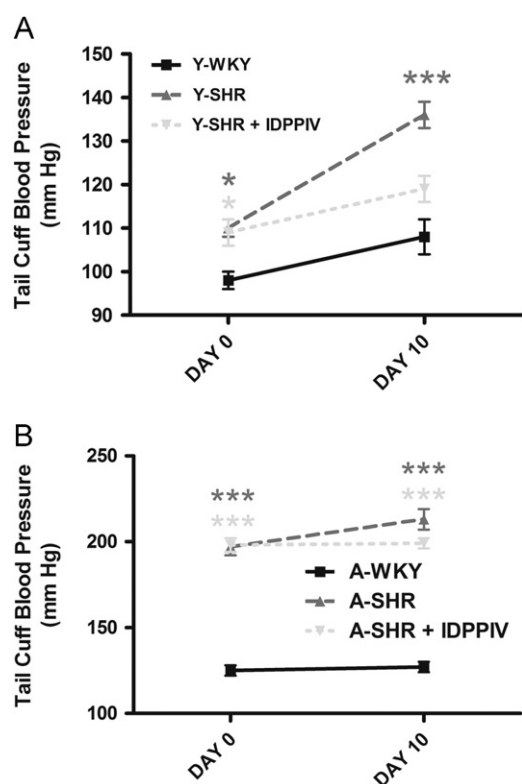 A
Tail Cuff Blood Pressure
(mm Hg)
150
140
130
120
110
100
90
Y-WKY
Y-SHR
Y-SHR + IDPPIV
*
*
***
DAY 0
DAY 10
B
Tail Cuff Blood Pressure
(mm Hg)
250
200
150
100
***
***
***
***
A-WKY
A-SHR
A-SHR + IDPPIV
DAY 0
DAY 10